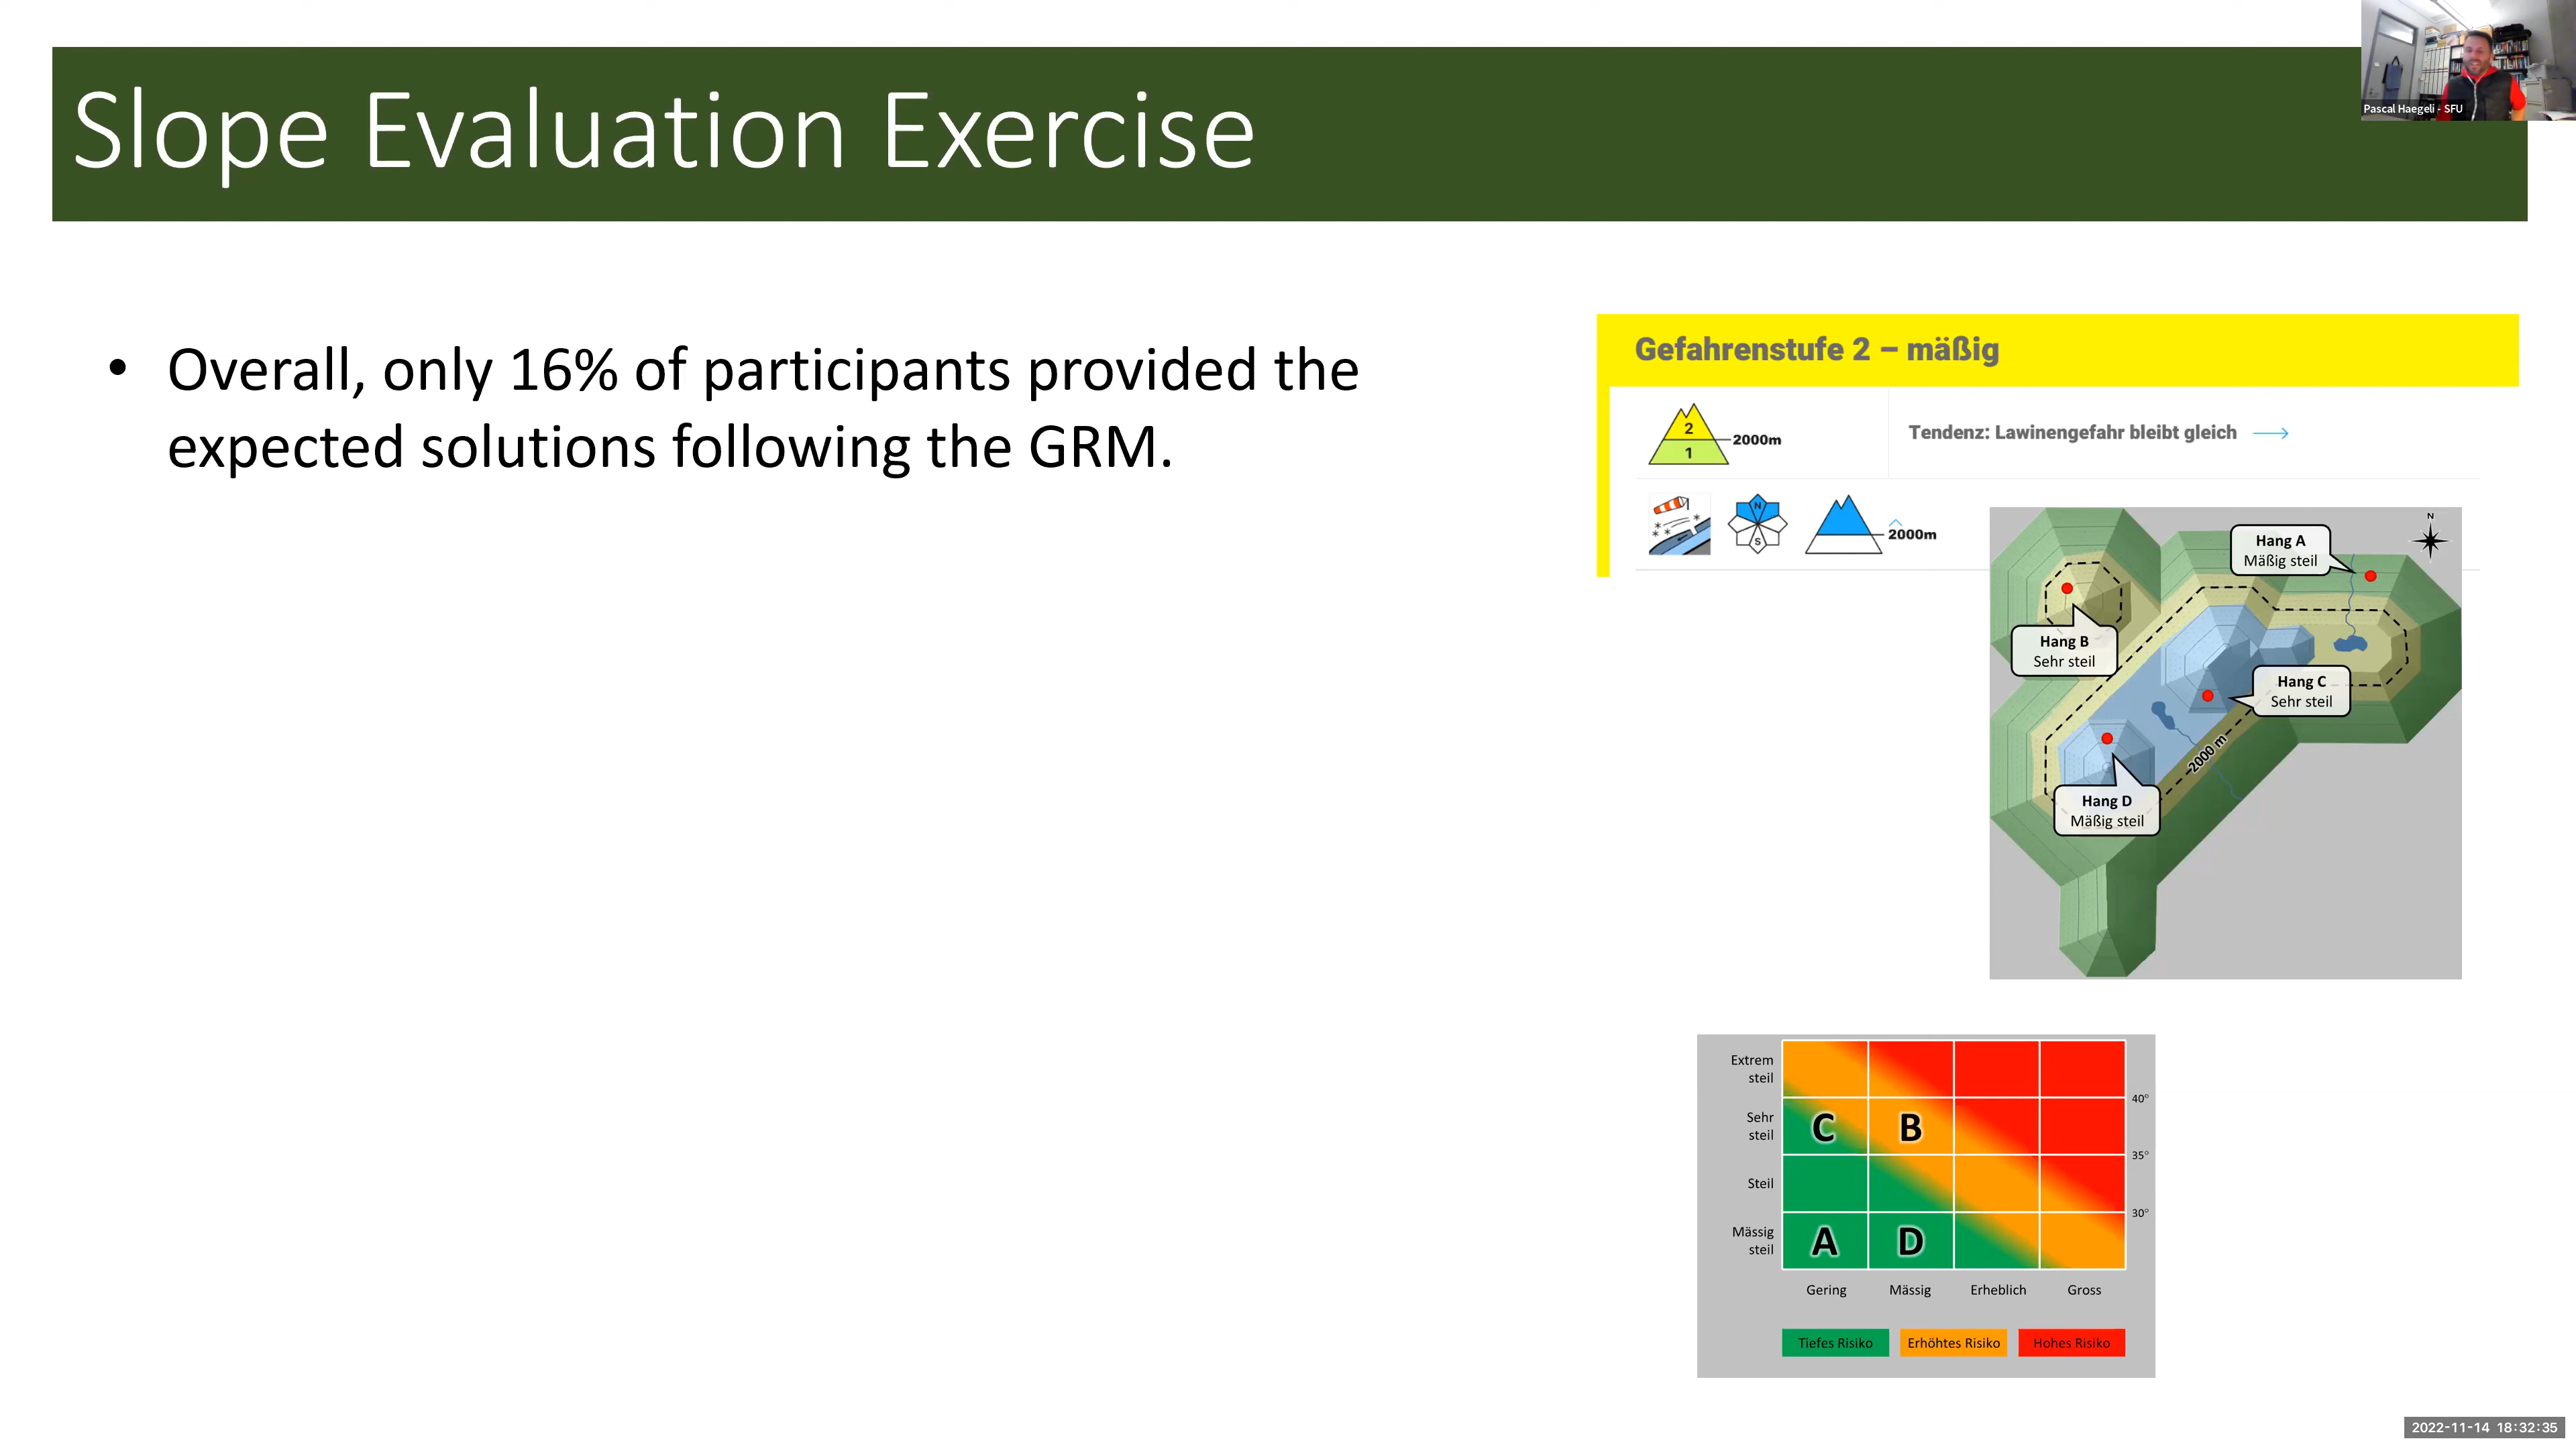 Slope Evaluation Exercise
Pascal Haegeli - SFU
• Overall, only 16% of participants provided the
expected solutions following the GRM.
Gefahrenstufe 2 – mäßig
2
1
2000m
Tendenz: Lawinengefahr bleibt gleich
N
S
2000m
N
Hang A
Mäßig steil
Hang B
Sehr steil
Hang C
Sehr steil
2000 m
Hang D
Mäßig steil
Extrem
steil
40°
Sehr
steil
C
B
35°
Steil
30°
Mässig
steil
A
D
Gering
Mässig
Erheblich
Gross
Tiefes Risiko
Erhöhtes Risiko
Hohes Risiko
2022-11-14 18:32:35